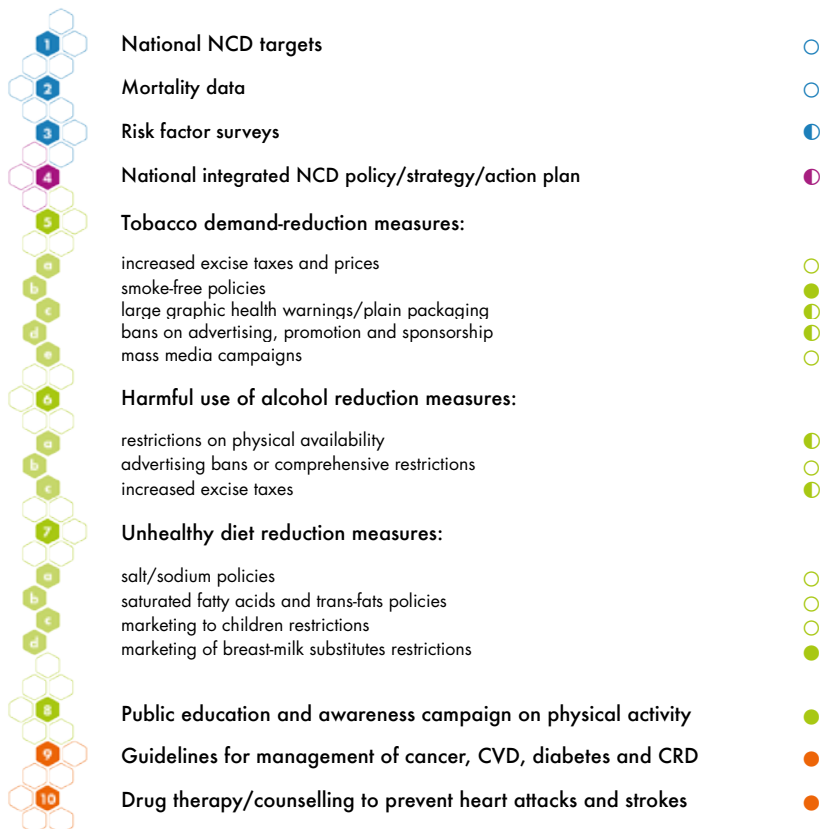 1 National NCD targets
2 Mortality data
3 Risk factor surveys
4 National integrated NCD policy/strategy/action plan
5 Tobacco demand-reduction measures:
a increased excise taxes and prices
b smoke-free policies
c large graphic health warnings/plain packaging
d bans on advertising, promotion and sponsorship
e mass media campaigns
6 Harmful use of alcohol reduction measures:
a restrictions on physical availability
b advertising bans or comprehensive restrictions
c increased excise taxes
7 Unhealthy diet reduction measures:
a salt/sodium policies
b saturated fatty acids and trans-fats policies
c marketing to children restrictions
d marketing of breast-milk substitutes restrictions
8 Public education and awareness campaign on physical activity
9 Guidelines for management of cancer, CVD, diabetes and CRD
10 Drug therapy/counselling to prevent heart attacks and strokes